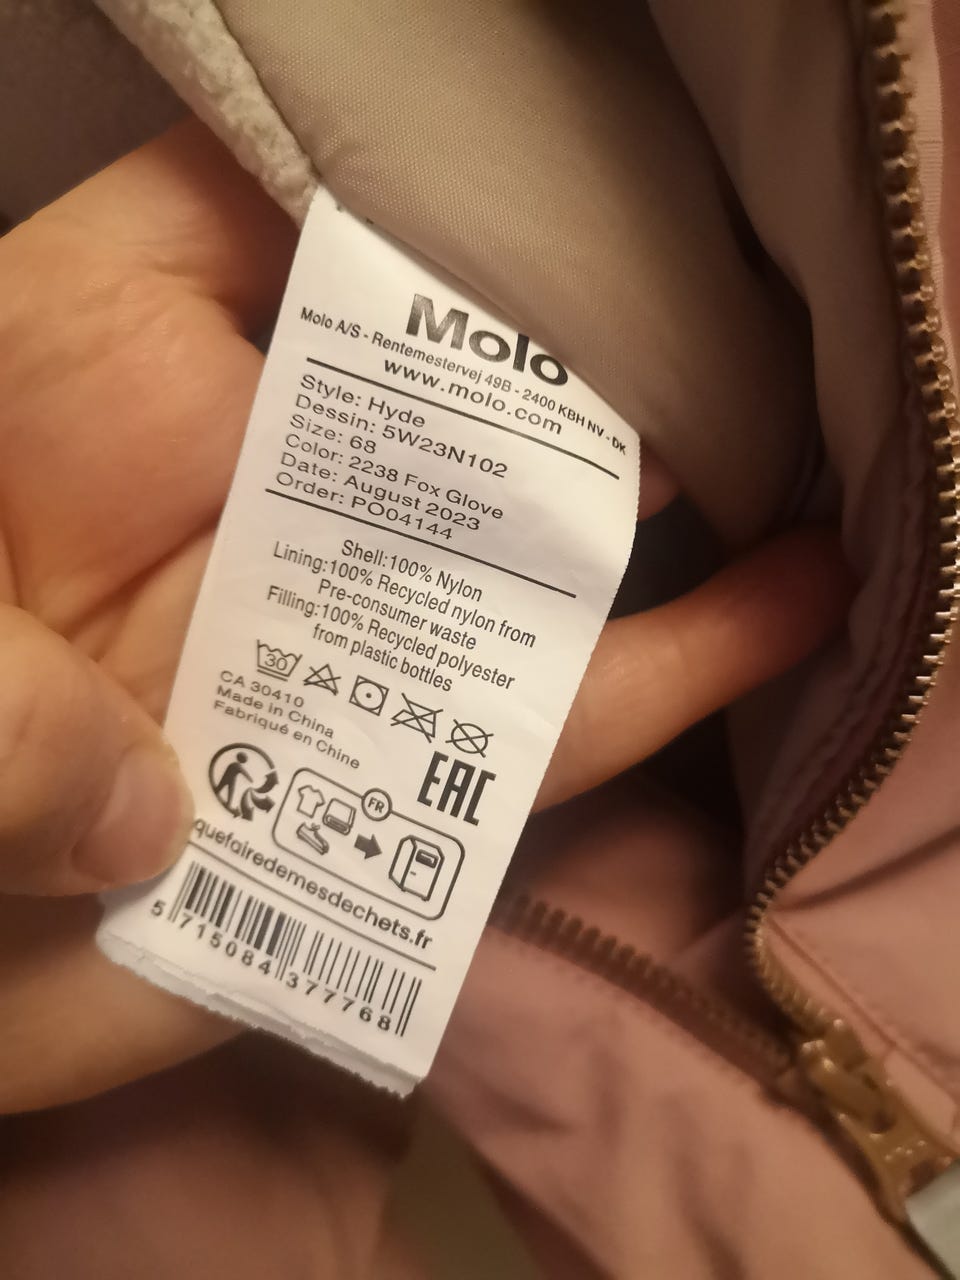 Molo
Molo A/S - Rentemestervej 49B - 2400 KBH NV - DK
www.molo.com
Style: Hyde
Dessin: 5W23N102
Size: 68
Color: 2238 Fox Glove
Date: August 2023
Order: PO04144
Shell:100% Nylon
Lining:100% Recycled nylon from
Pre-consumer waste
Filling:100% Recycled polyester
from plastic bottles
30
CA 30410
Made in China
Fabriqué en Chine
EAC
FR
quefairedemesdechets.fr
5 715084 377768